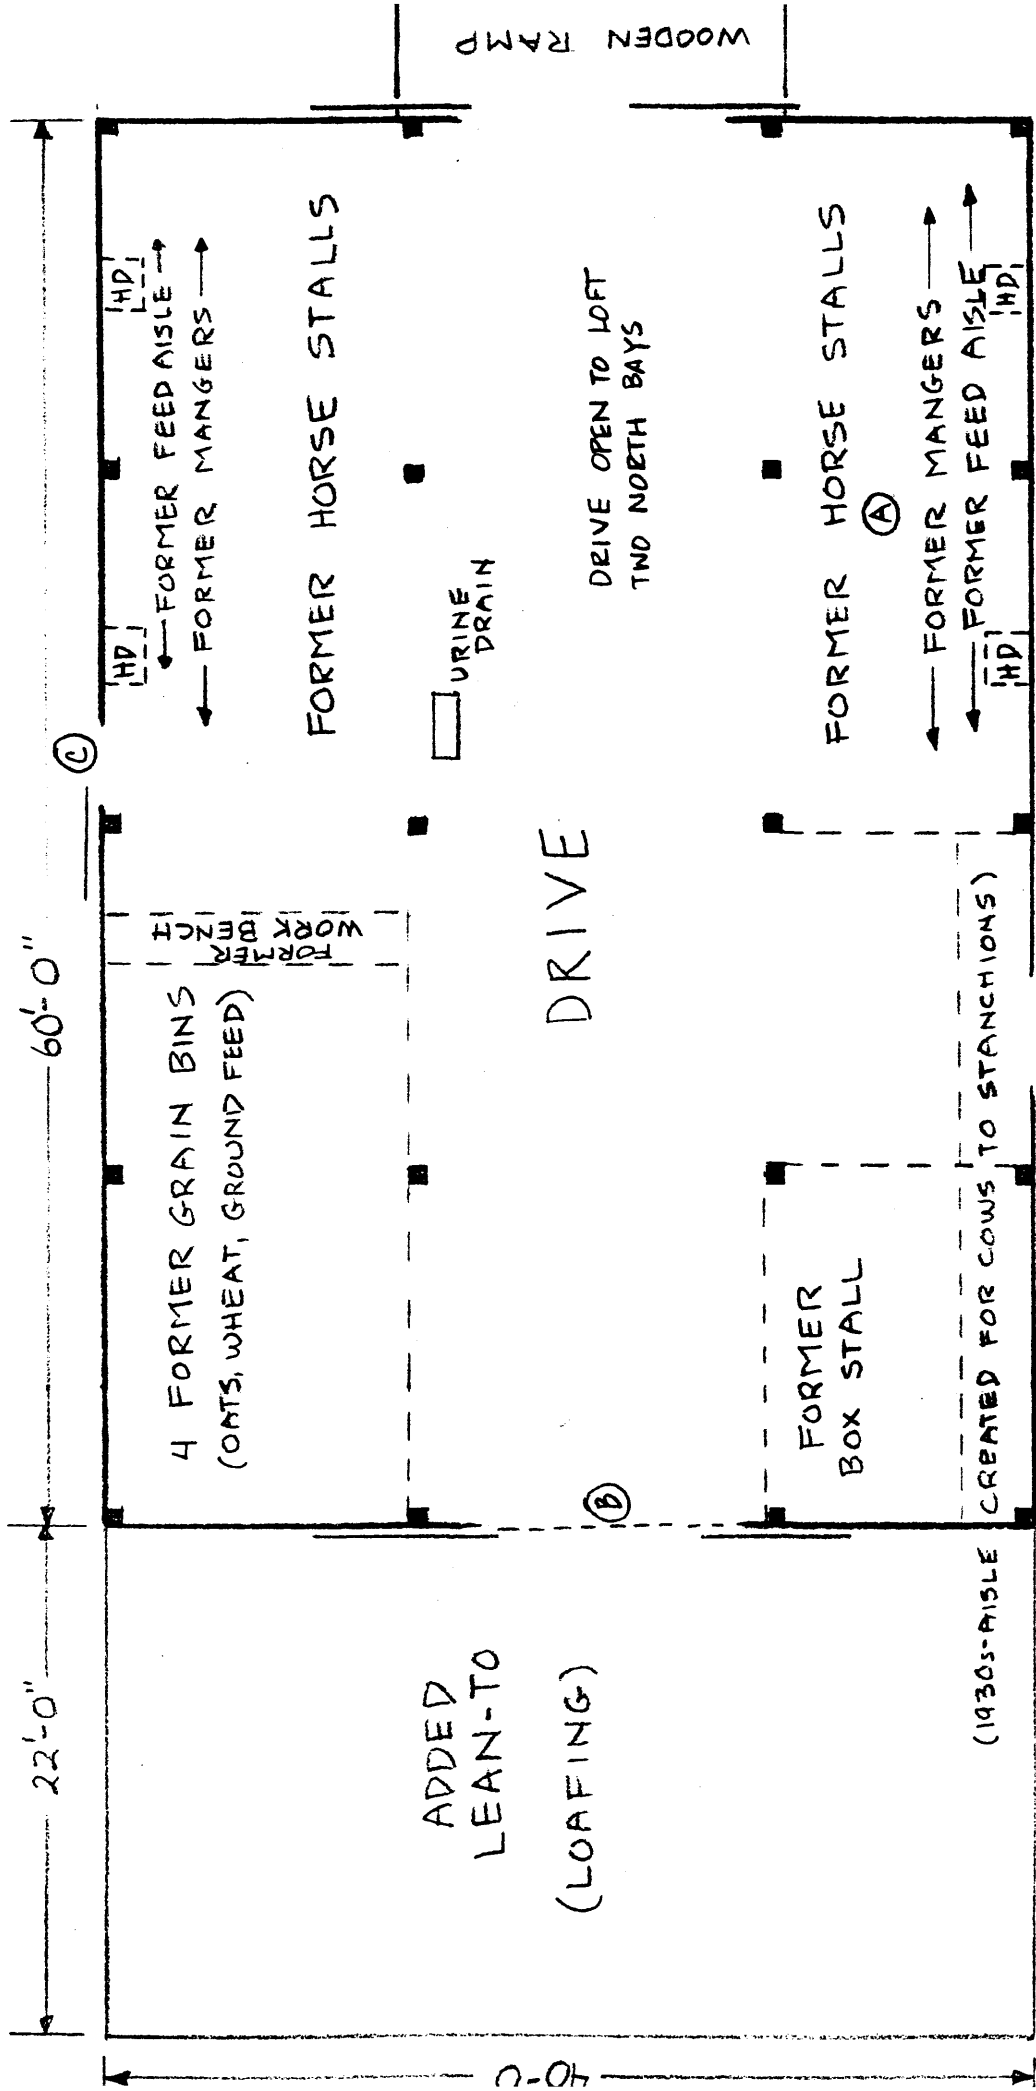 22'-0"
60'-0"
40'-0
WOODEN RAMP
HD
HD
FORMER FEED AISLE
FORMER MANGERS
FORMER HORSE STALLS
C
4 FORMER GRAIN BINS
(OATS, WHEAT, GROUND FEED)
FORMER
WORK BENCH
URINE
DRAIN
ADDED
LEAN-TO
(LOAFING)
B
DRIVE
DRIVE OPEN TO LOFT
TWO NORTH BAYS
FORMER
BOX STALL
FORMER HORSE STALLS
A
FORMER MANGERS
FORMER FEED AISLE
HD
HD
(1930s-AISLE CREATED FOR COWS TO STANCHIONS)